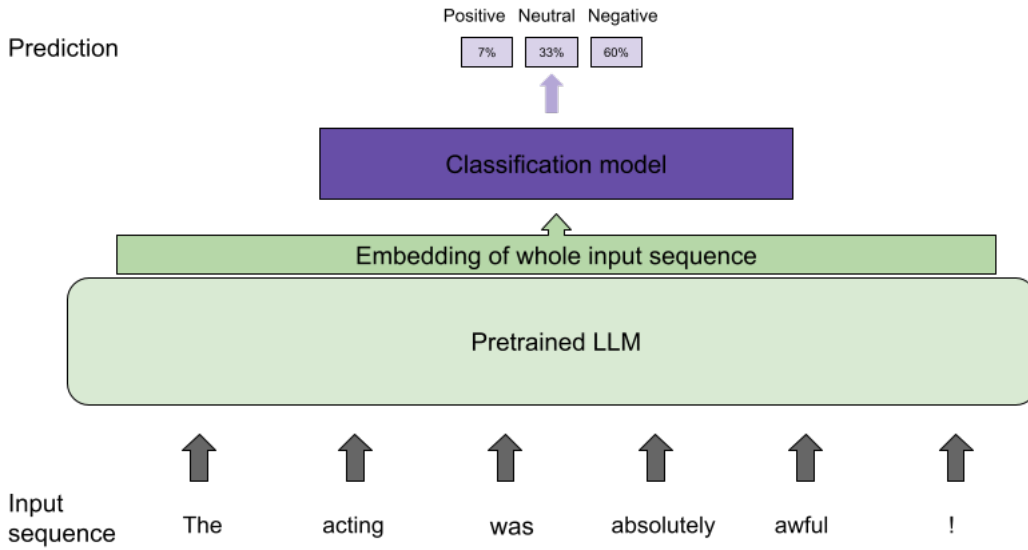 Positive Neutral Negative
Prediction
7% 33% 60%
Classification model
Embedding of whole input sequence
Pretrained LLM
Input
sequence
The acting was absolutely awful !